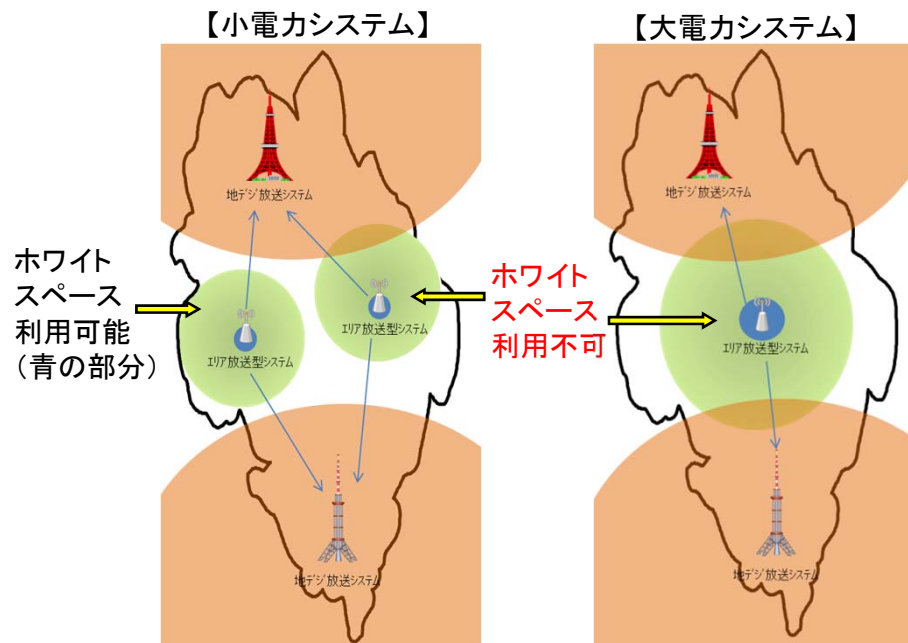 【小電力システム】
【大電力システム】
地デジ放送システム
地デジ放送システム
ホワイト
スペース
利用可能
（青の部分）
ホワイト
スペース
利用不可
エリア放送型システム
エリア放送型システム
エリア放送型システム
地デジ放送システム
地デジ放送システム